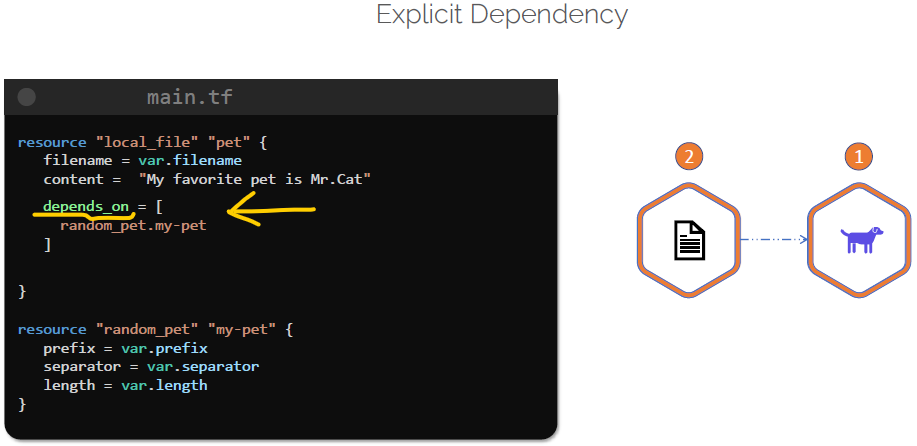 Explicit Dependency
main.tf
resource "local_file" "pet" {
filename = var.filename
content =  "My favorite pet is Mr.Cat"
depends_on = [
random_pet.my-pet
]
}
resource "random_pet" "my-pet" {
prefix = var.prefix
separator = var.separator
length = var.length
}
2
1